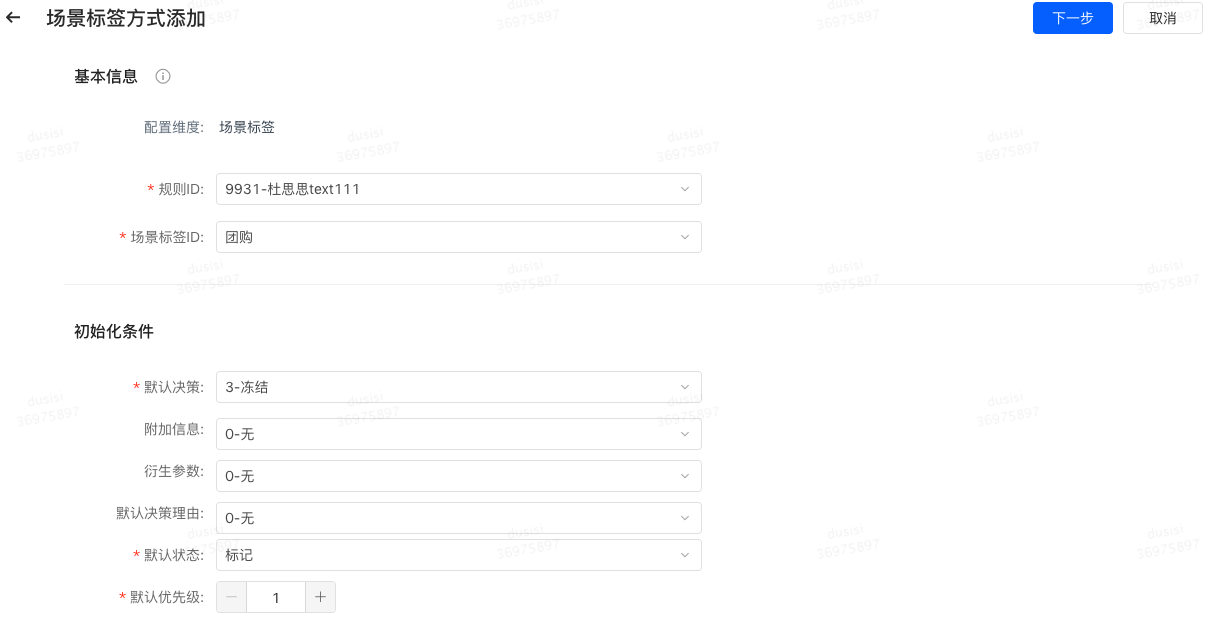 场景标签方式添加
下一步
取消
基本信息
配置维度: 场景标签
* 规则ID: 9931-杜思思text111
* 场景标签ID: 团购
初始化条件
* 默认决策: 3-冻结
附加信息: 0-无
衍生参数: 0-无
默认决策理由: 0-无
* 默认状态: 标记
* 默认优先级: 1
dusisi
36975897